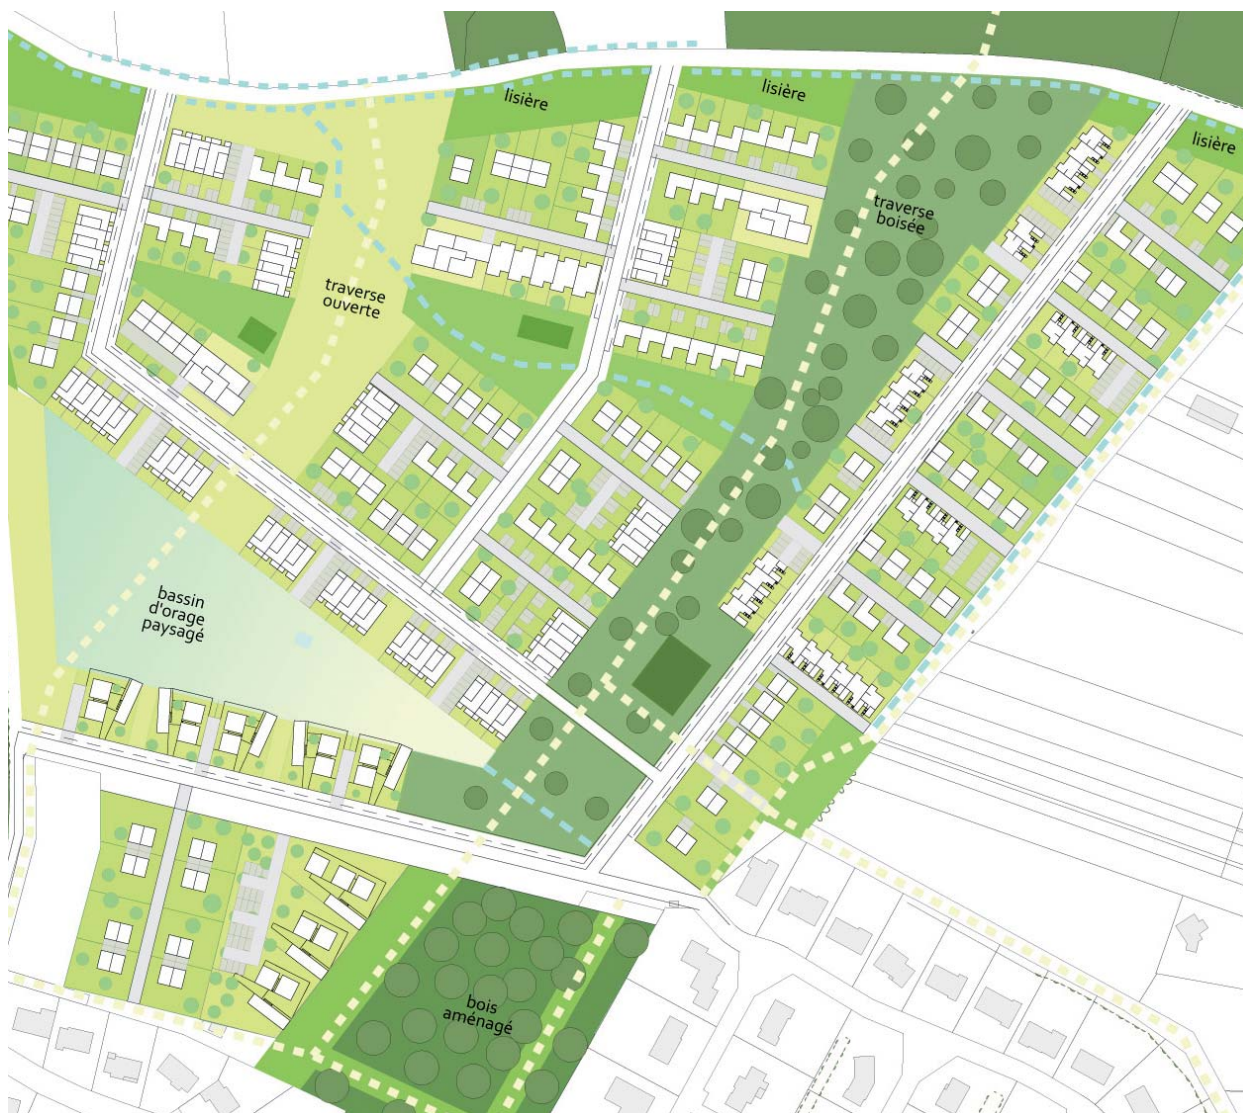 lisière
lisière
lisière
traverse
boisée
traverse
ouverte
bassin
d'orage
paysagé
bois
aménagé